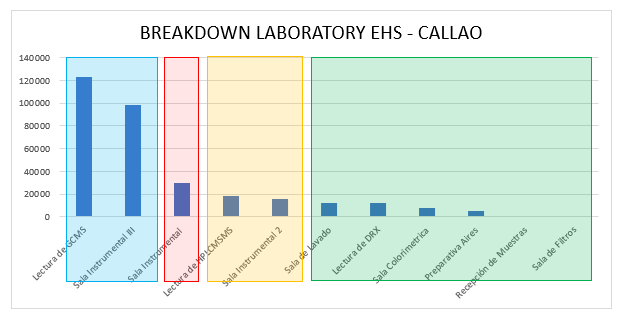 BREAKDOWN LABORATORY EHS - CALLAO
140000
120000
100000
80000
60000
40000
20000
0
Lectura de GCMS
Sala Instrumental III
Sala Instrumental
Lectura de HPLCMSMS
Sala Instrumental 2
Sala de Lavado
Lectura de DRX
Sala Colorimetrica
Preparativa Aires
Recepción de Muestras
Sala de Filtros